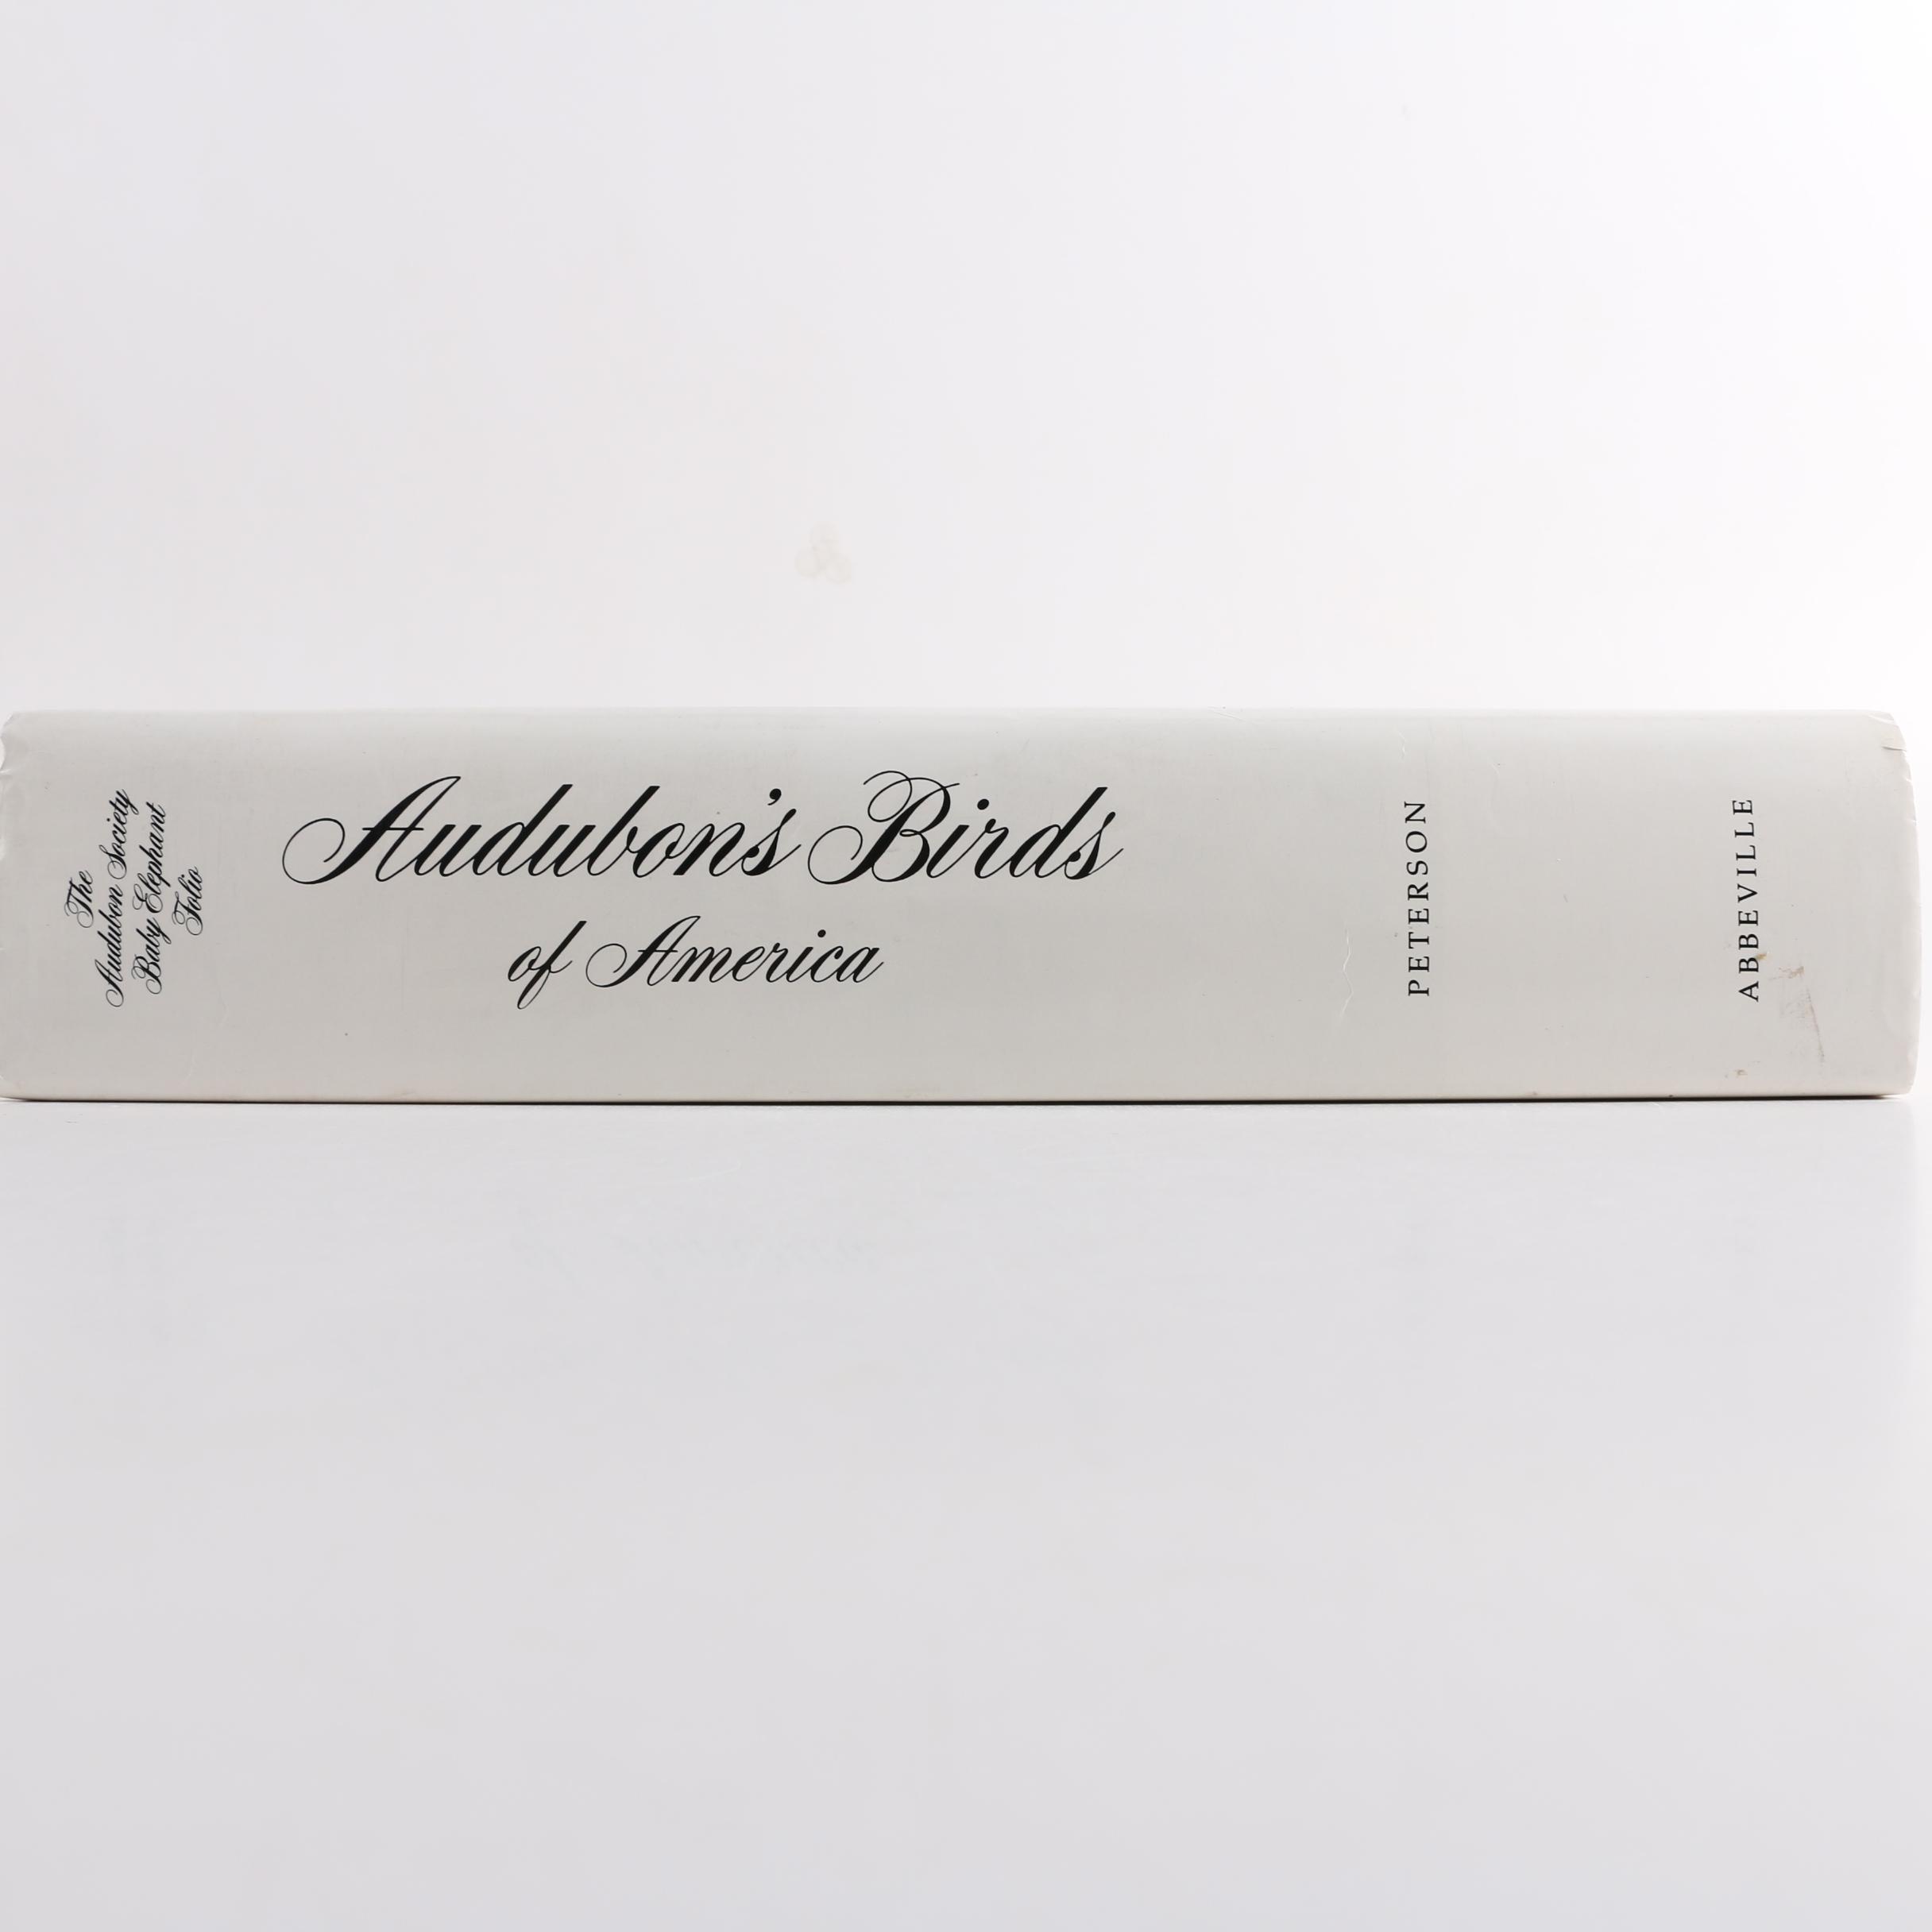 The
Audubon Society
Baby Elephant
Folio
Audubon's Birds
of America
PETERSON
ABBEVILLE